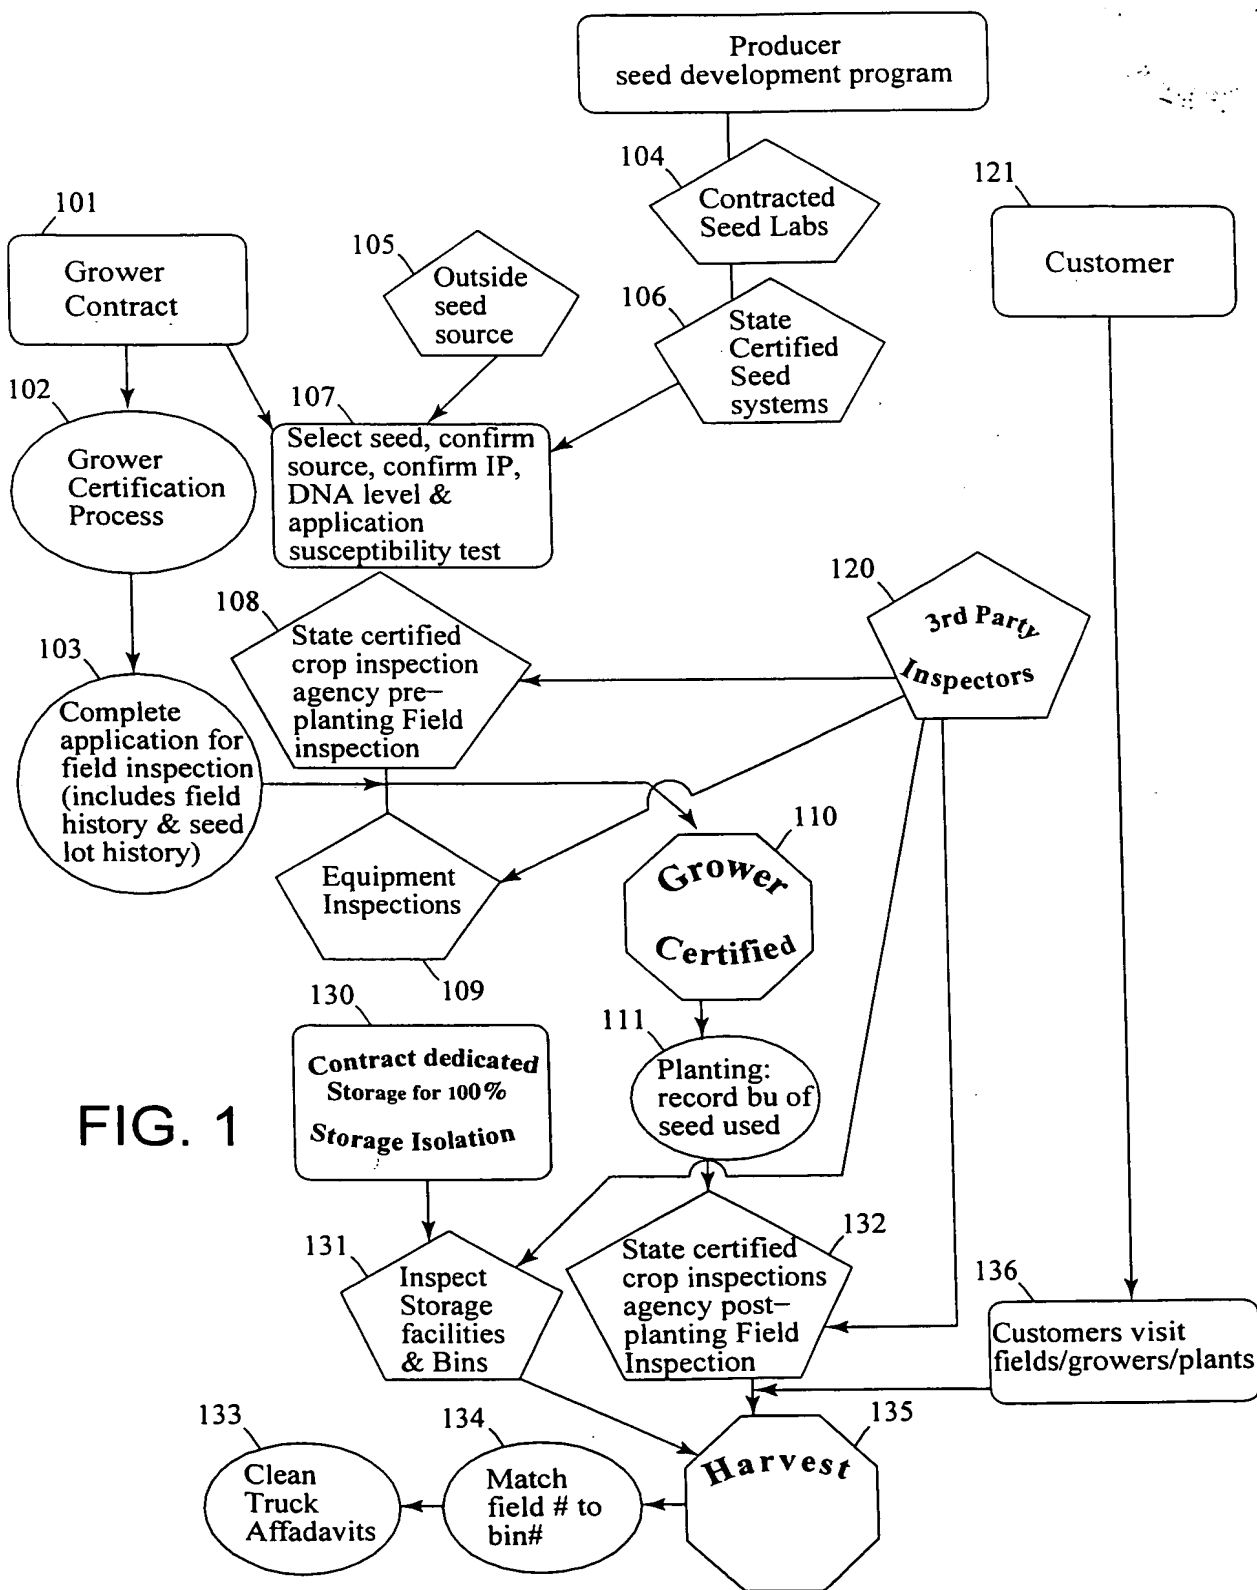 Producer
seed development program
104
Contracted
Seed Labs
121
Customer
101
Grower
Contract
105
Outside
seed
source
106
State
Certified
Seed
systems
102
Grower
Certification
Process
107
Select seed, confirm
source, confirm IP,
DNA level &
application
susceptibility test
108
State certified
crop inspection
agency pre–
planting Field
inspection
120
3rd Party
Inspectors
103
Complete
application for
field inspection
(includes field
history & seed
lot history)
Equipment
Inspections
109
110
Grower
Certified
130
Contract dedicated
Storage for 100%
Storage Isolation
111
Planting:
record bu of
seed used
FIG. 1
131
Inspect
Storage
facilities
& Bins
132
State certified
crop inspections
agency post–
planting Field
Inspection
136
Customers visit
fields/growers/plants
133
Clean
Truck
Affadavits
134
Match
field # to
bin#
135
Harvest